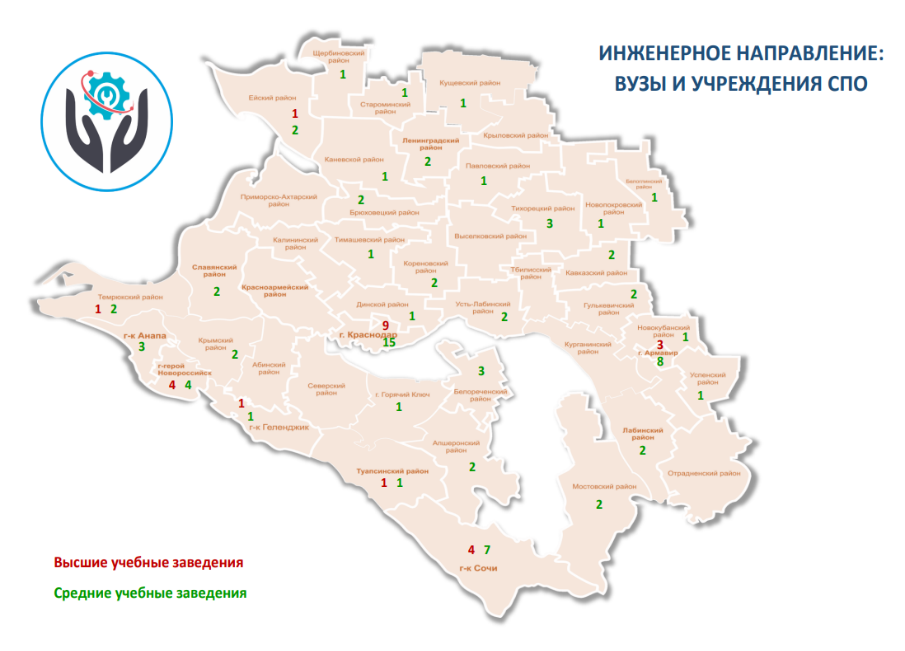 ИНЖЕНЕРНОЕ НАПРАВЛЕНИЕ:
ВУЗЫ И УЧРЕЖДЕНИЯ СПО
Щербиновский
район
1
Ейский район
1
2
1
Староминский
район
Кущевский район
1
Ленинградский
район
2
Крыловский район
Каневской район
1
Павловский район
1
район
1
Приморско-Ахтарский
район
2
Брюховецкий район
Тихорецкий район
3
Новопокровский
район
1
Калининский
район
Тимашевский район
1
Выселковский район
2
Кавказский район
Славянский
район
2
Кореновский
район
2
Тбилисский
район
Красноармейский
район
Темрюкский район
1 2
Динской район
1
Усть-Лабинский
район
2
2
Гулькевичский
район
г-к Анапа
3
9
г. Краснодар
15
Новокубанский
район
1
3
г. Армавир
8
Крымский
район
2
Курганинский
район
г-герой
Новороссийск
4 4
Абинский
район
3
Белореченский
район
Успенский
район
1
Северский
район
г. Горячий Ключ
1
1
1
г-к Геленджик
Лабинский
район
2
Апшеронский
район
2
Туапсинский район
1 1
Отрадненский район
Мостовский район
2
4 7
г-к Сочи
Высшие учебные заведения
Средние учебные заведения